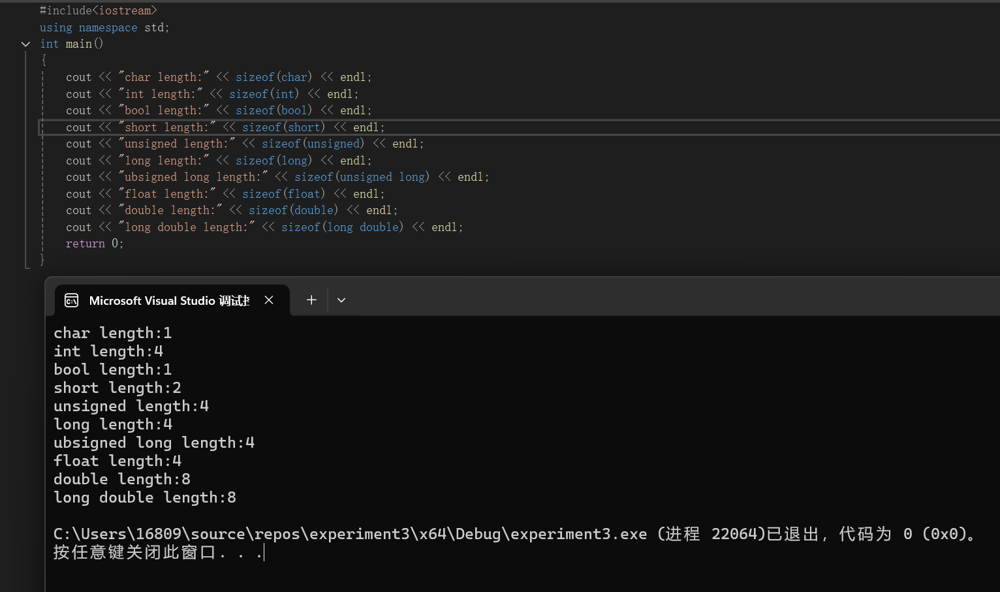 #include<iostream>
using namespace std;
int main()
{
cout << "char length:" << sizeof(char) << endl;
cout << "int length:" << sizeof(int) << endl;
cout << "bool length:" << sizeof(bool) << endl;
cout << "short length:" << sizeof(short) << endl;
cout << "unsigned length:" << sizeof(unsigned) << endl;
cout << "long length:" << sizeof(long) << endl;
cout << "ubsigned long length:" << sizeof(unsigned long) << endl;
cout << "float length:" << sizeof(float) << endl;
cout << "double length:" << sizeof(double) << endl;
cout << "long double length:" << sizeof(long double) << endl;
return 0;
}
Microsoft Visual Studio 调试
char length:1
int length:4
bool length:1
short length:2
unsigned length:4
long length:4
ubsigned long length:4
float length:4
double length:8
long double length:8
C:\Users\16809\source\repos\experiment3\x64\Debug\experiment3.exe (进程 22064)已退出，代码为 0 (0x0)。
按任意键关闭此窗口. . .